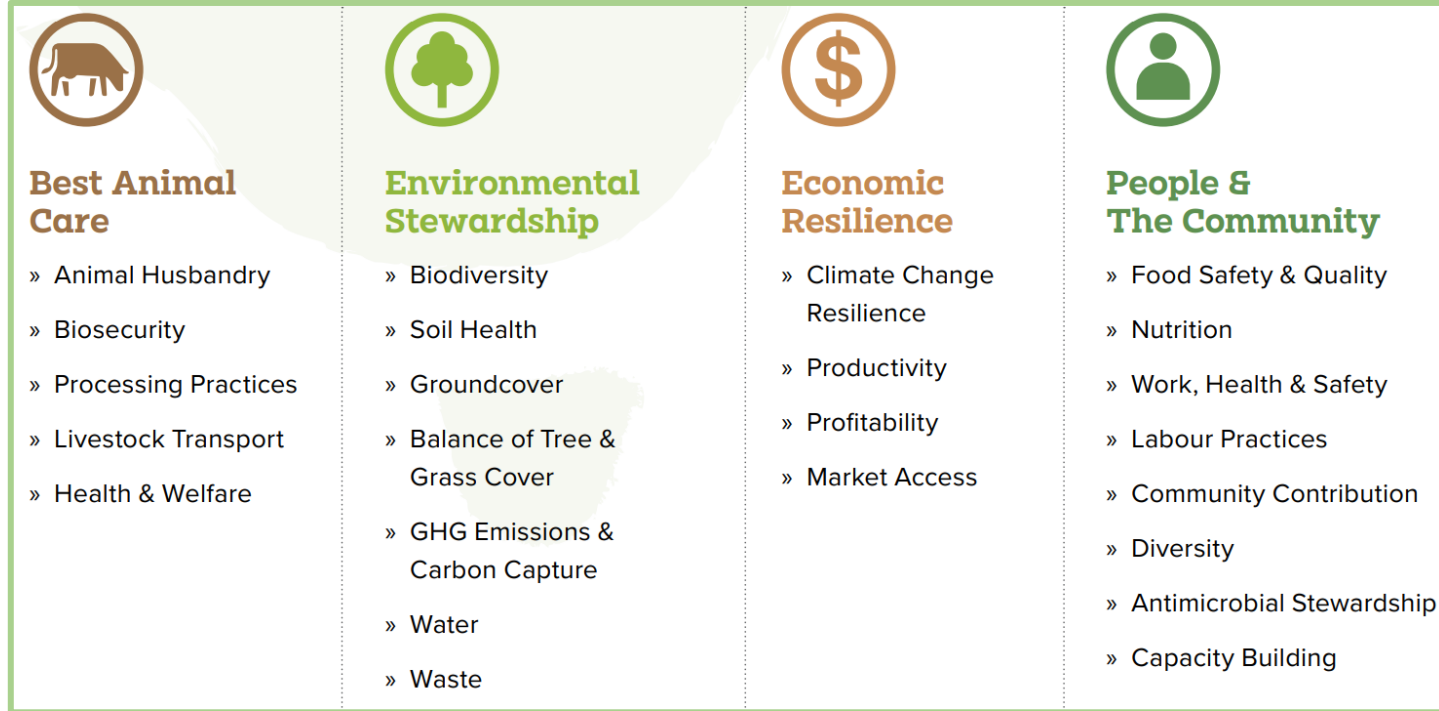 $
Best Animal
Care
» Animal Husbandry
» Biosecurity
» Processing Practices
» Livestock Transport
» Health & Welfare
Environmental
Stewardship
» Biodiversity
» Soil Health
» Groundcover
» Balance of Tree &
Grass Cover
» GHG Emissions &
Carbon Capture
» Water
» Waste
Economic
Resilience
» Climate Change
Resilience
» Productivity
» Profitability
» Market Access
People &
The Community
» Food Safety & Quality
» Nutrition
» Work, Health & Safety
» Labour Practices
» Community Contribution
» Diversity
» Antimicrobial Stewardship
» Capacity Building